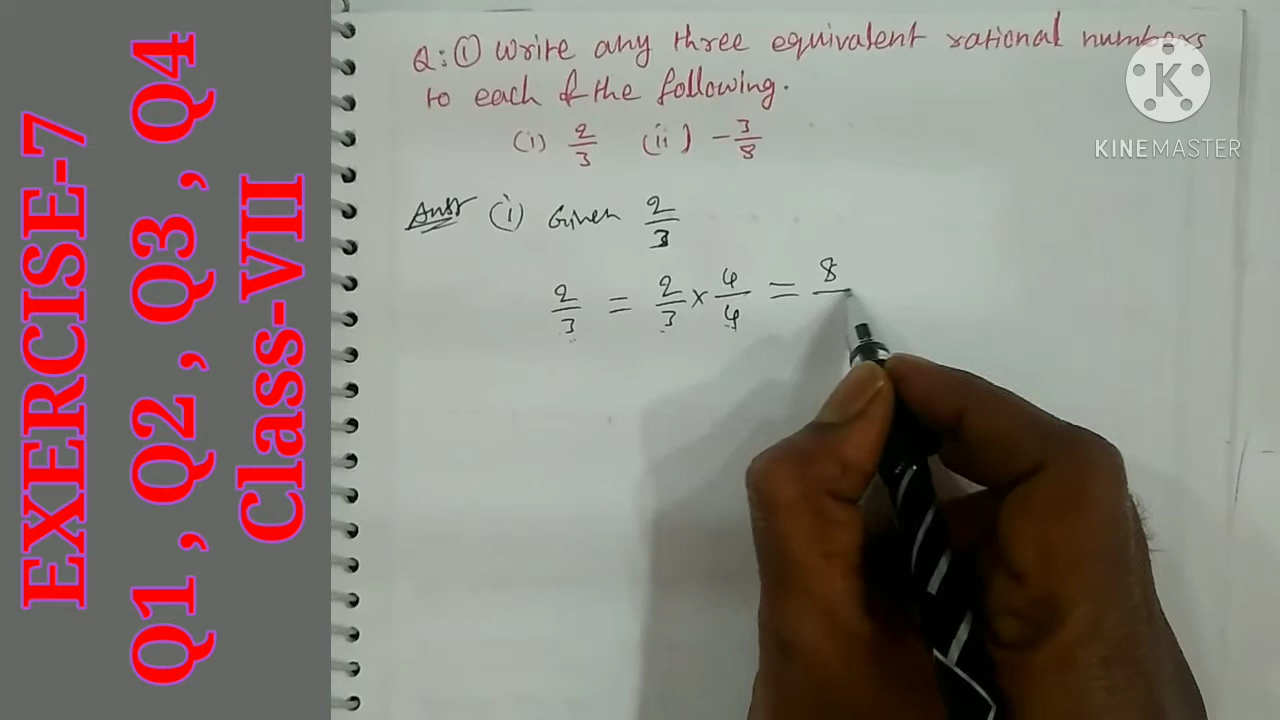 EXERCISE-7
Q1 , Q2 , Q3 , Q4
Class-VII
Q: ① Write any three equivalent rational numbers
to each of the following.
(i) 2/3 (ii) -3/8
Ansr (i) Given 2/3
2/3 = 2/3 × 4/4 = 8/
K
KINEMASTER